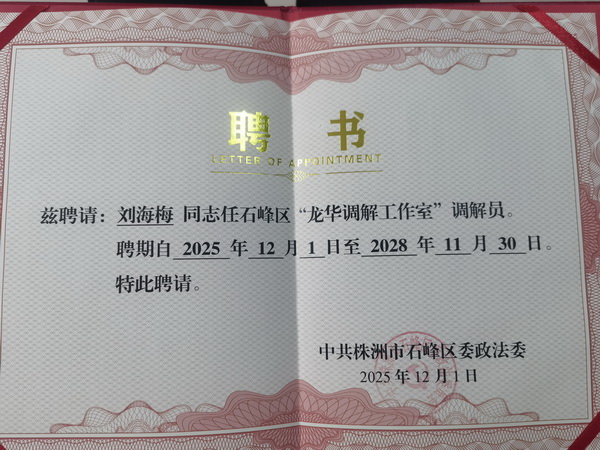 聘书
LETTER OF APPOINTMENT
兹聘请：刘海梅 同志任石峰区“龙华调解工作室”调解员。
聘期自 2025 年 12 月 1 日至 2028 年 11 月 30 日。
特此聘请。
中共株洲市石峰区委政法委
2025 年 12 月 1 日